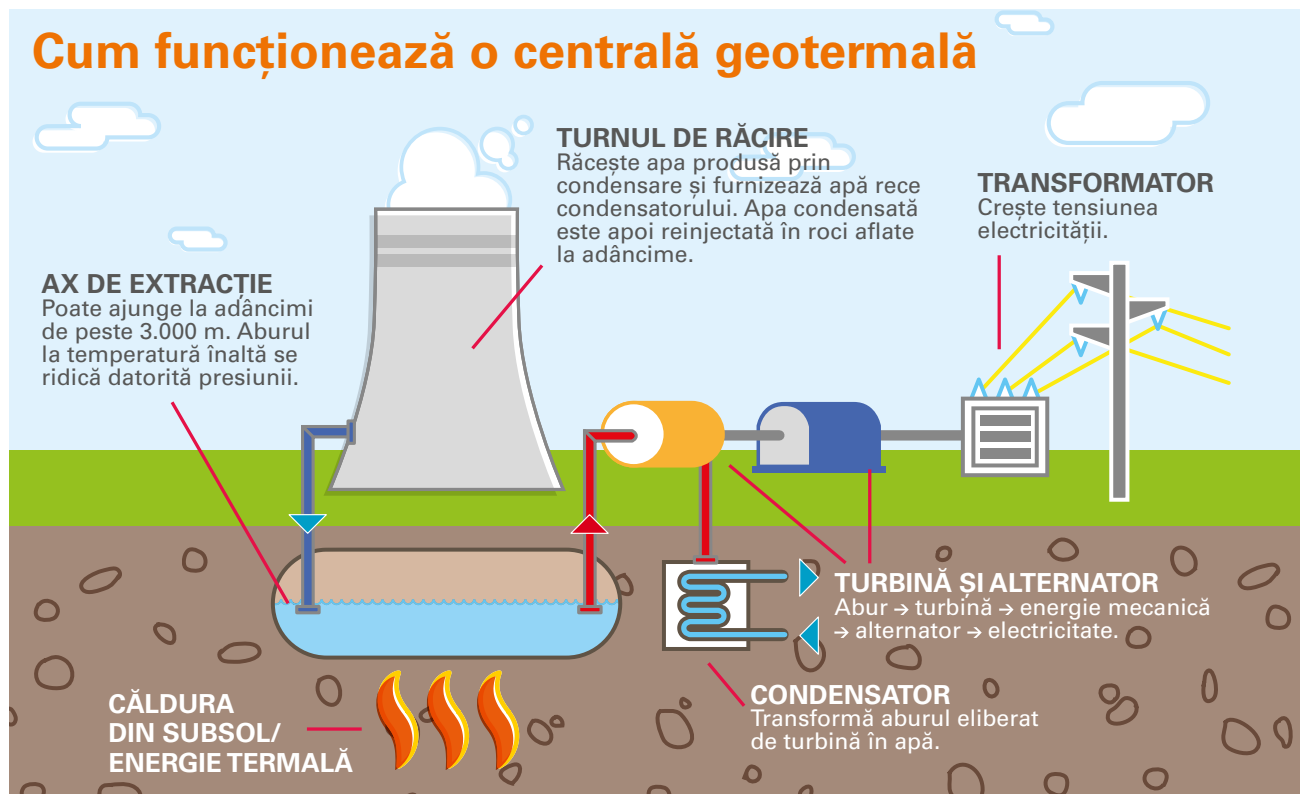 Cum funcționează o centrală geotermală
TURNUL DE RĂCIRE
Răcește apa produsă prin
condensare și furnizează apă rece
condensatorului. Apa condensată
este apoi reinjectată în roci aflate
la adâncime.
TRANSFORMATOR
Crește tensiunea
electricității.
AX DE EXTRACȚIE
Poate ajunge la adâncimi
de peste 3.000 m. Aburul
la temperatură înaltă se
ridică datorită presiunii.
TURBINĂ ȘI ALTERNATOR
Abur → turbină → energie mecanică
→ alternator → electricitate.
CONDENSATOR
Transformă aburul eliberat
de turbină în apă.
CĂLDURA
DIN SUBSOL/
ENERGIE TERMALĂ